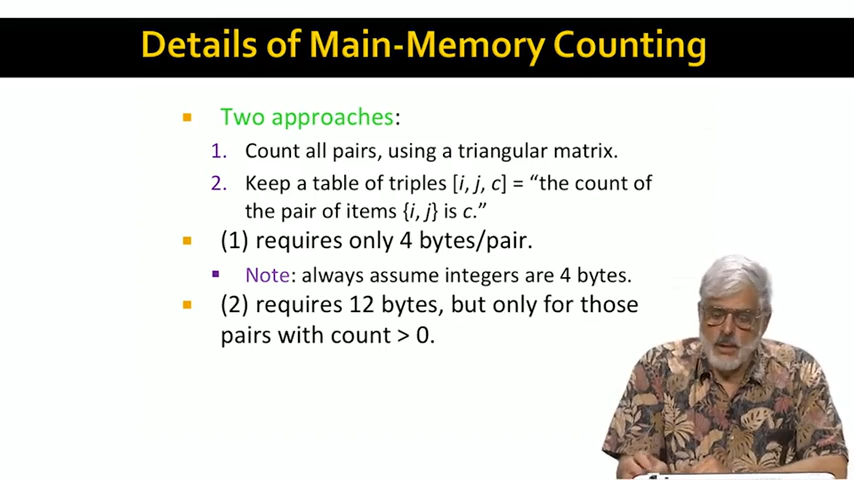 Details of Main-Memory Counting
Two approaches:
1. Count all pairs, using a triangular matrix.
2. Keep a table of triples [i, j, c] = “the count of
the pair of items {i, j} is c.”
(1) requires only 4 bytes/pair.
Note: always assume integers are 4 bytes.
(2) requires 12 bytes, but only for those
pairs with count > 0.